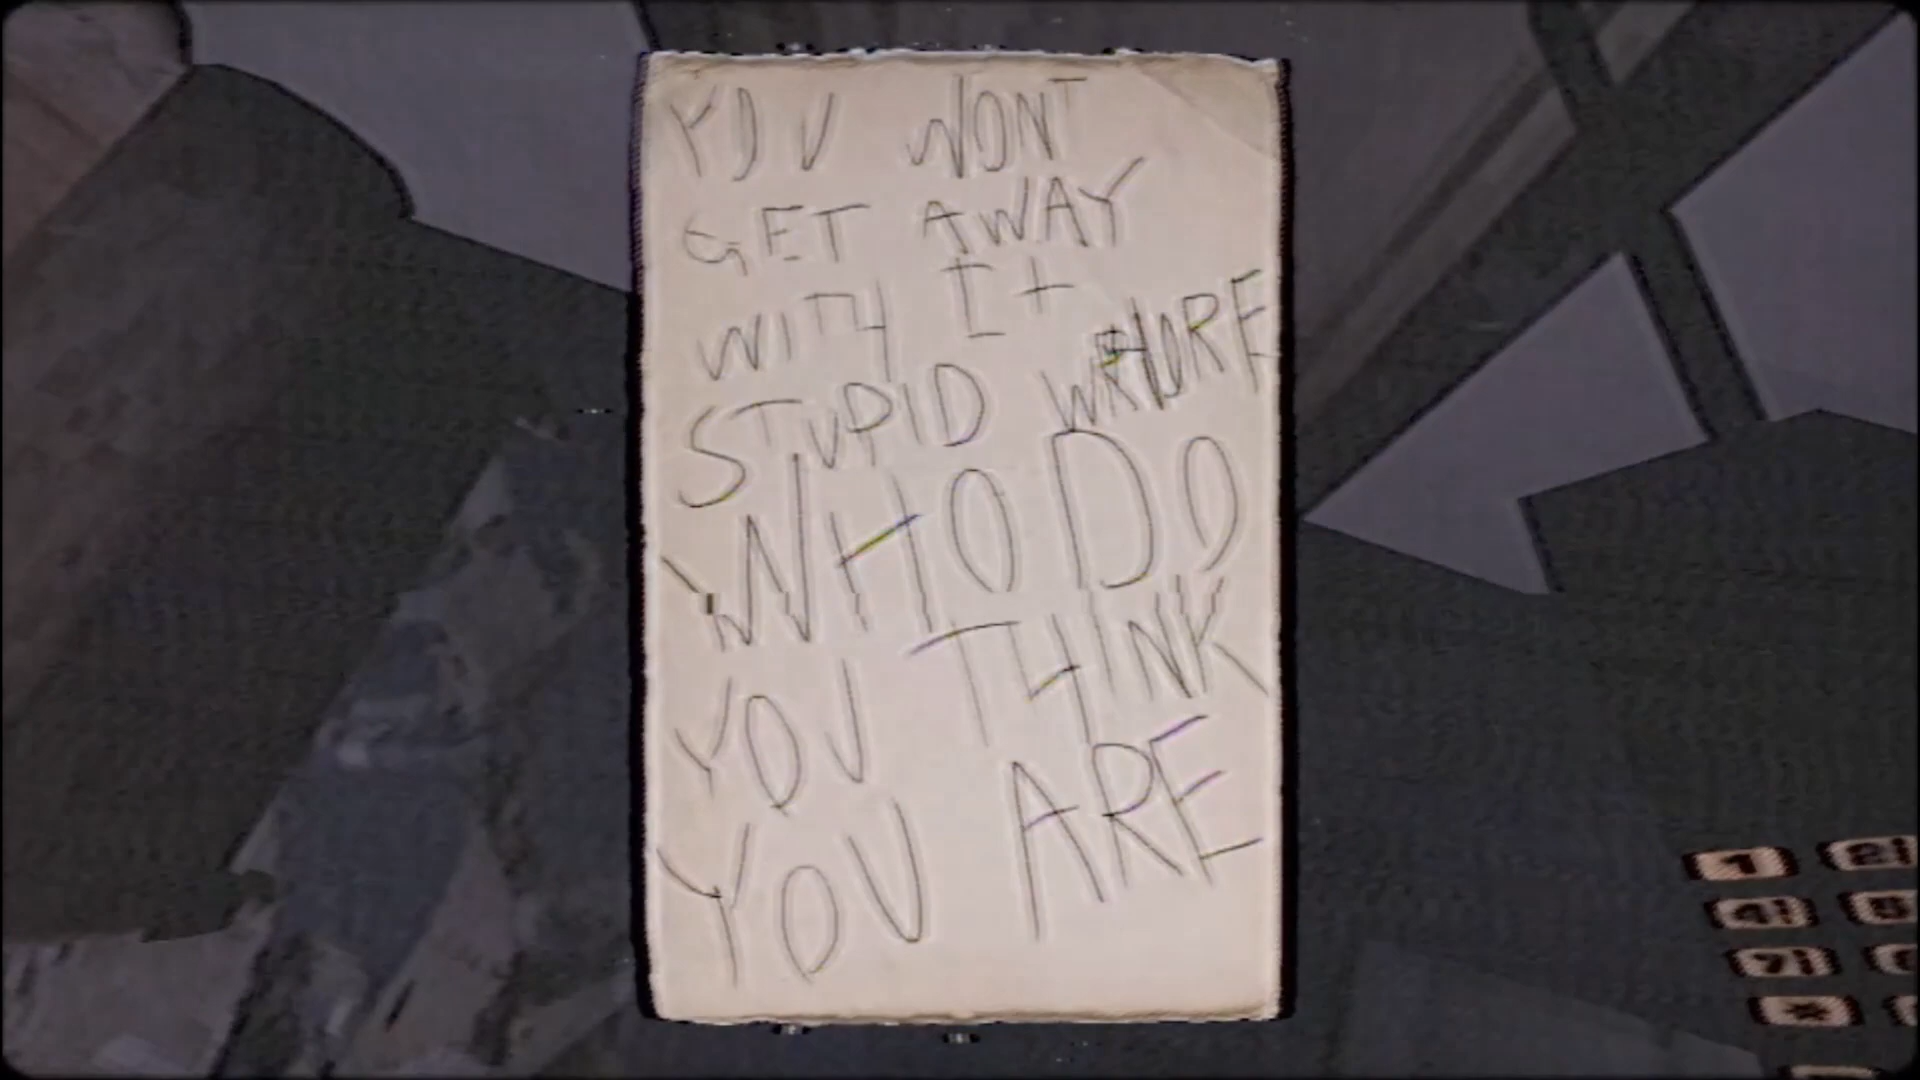 YOU WONT
GET AWAY
WITH It
STUPID WHORE
WHO DO
YOU THINK
YOU ARE
1 2
4 5
7
*